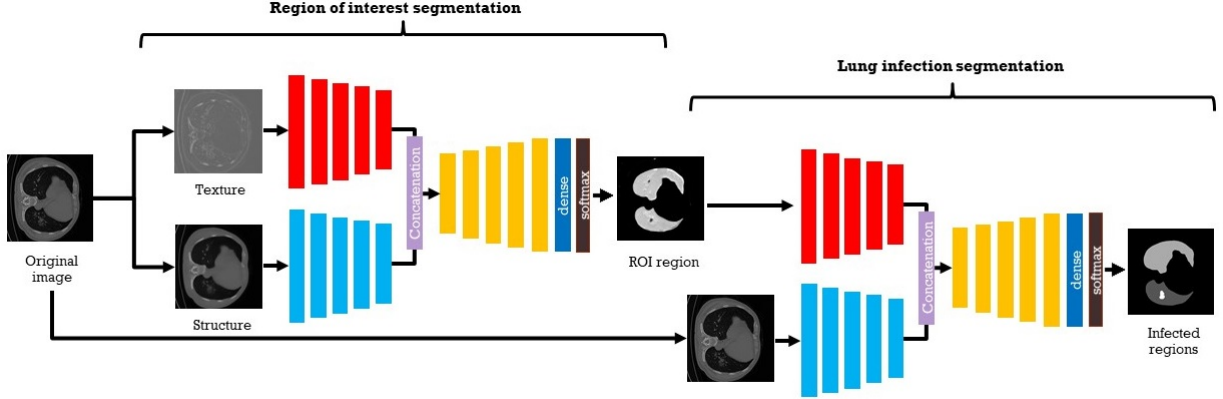 Region of interest segmentation
Lung infection segmentation
Texture
Concatenation
dense
softmax
Original
image
ROI region
Structure
Concatenation
dense
softmax
Infected
regions